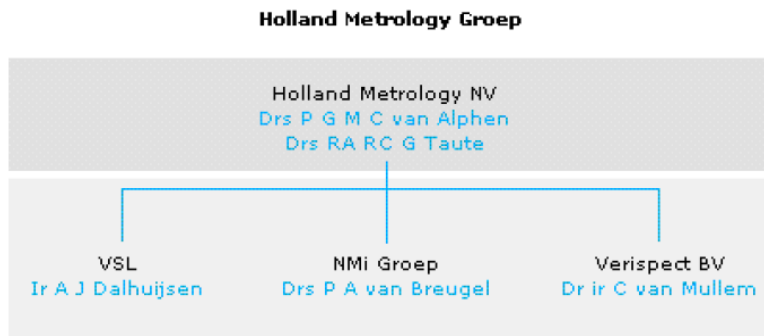 Holland Metrology Groep
Holland Metrology NV
Drs P G M C van Alphen
Drs RA RC G Taute
VSL
Ir A J Dalhuijsen
NMi Groep
Drs P A van Breugel
Verispect BV
Dr ir C van Mullem